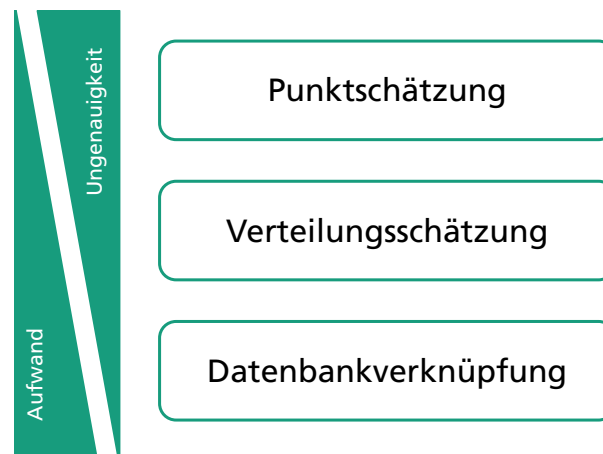 Ungenauigkeit
Aufwand
Punktschätzung
Verteilungsschätzung
Datenbankverknüpfung